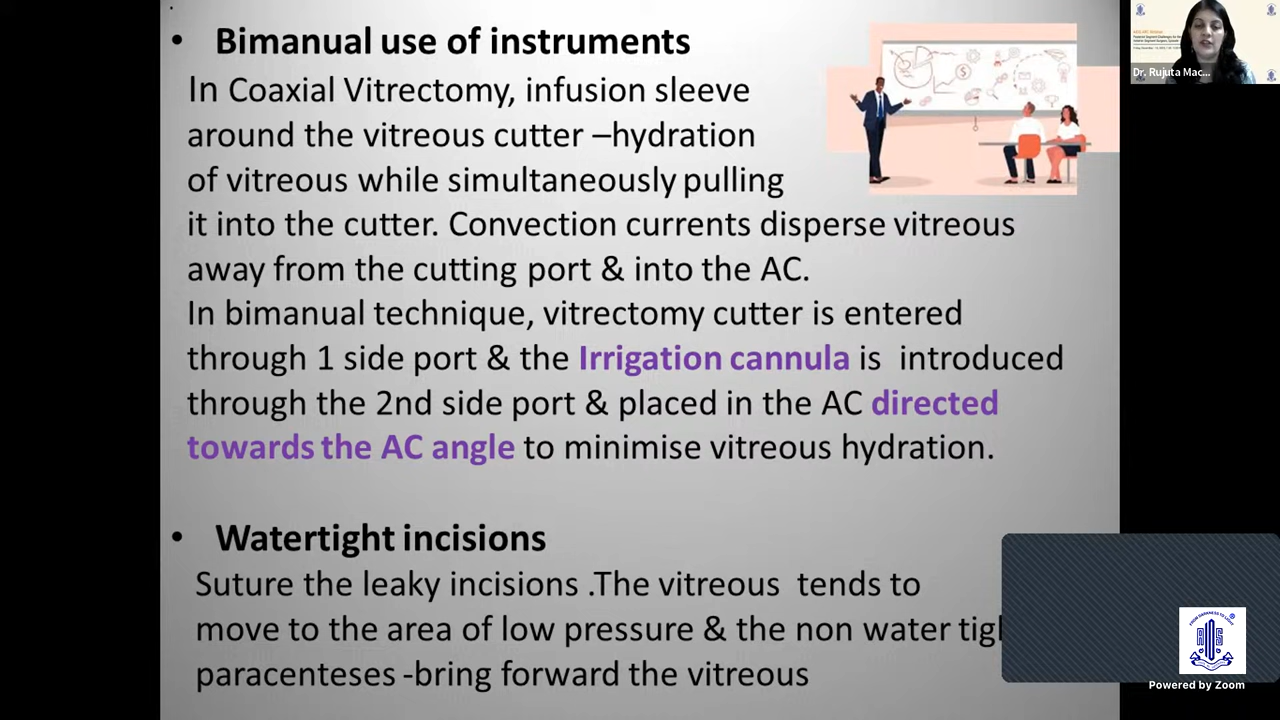 • Bimanual use of instruments
In Coaxial Vitrectomy, infusion sleeve
around the vitreous cutter –hydration
of vitreous while simultaneously pulling
it into the cutter. Convection currents disperse vitreous
away from the cutting port & into the AC.
In bimanual technique, vitrectomy cutter is entered
through 1 side port & the Irrigation cannula is introduced
through the 2nd side port & placed in the AC directed
towards the AC angle to minimise vitreous hydration.
• Watertight incisions
Suture the leaky incisions .The vitreous tends to
move to the area of low pressure & the non water
paracenteses -bring forward the vitreous
Dr. Rujuta Mac...
Powered by Zoom